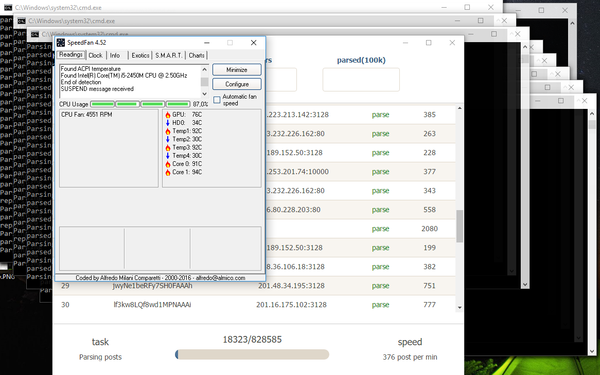 C:\Windows\system32\cmd.exe
C:\Windows\system32\cmd.exe
C:\Windows\system32\cmd.exe
SpeedFan 4.52
Readings Clock Info Exotics S.M.A.R.T. Charts
Found ACPI temperature
Found Intel(R) Core(TM) i5-2450M CPU @ 2.50GHz
End of detection
SUSPEND message received
Minimize
Configure
Automatic fan speed
CPU Usage 87,0%
CPU Fan: 4551 RPM
GPU: 76C
HD0: 34C
Temp1: 92C
Temp2: 30C
Temp3: 92C
Temp4: 30C
Core 0: 91C
Core 1: 94C
Coded by Alfredo Milani Comparetti - 2000-2016 - alfredo@almico.com
parsed(100k)
.223.213.142:3128 parse 385
.232.226.162:80 parse 263
.189.152.50:3128 parse 228
.253.201.74:10000 parse 377
.232.226.162:80 parse 343
.80.228.203:80 parse 558
parse 2080
.189.152.50:3128 parse 199
.36.106.18:3128 parse 382
29 jwyNe1beRFy7SH0FAAAh 201.48.34.195:3128 parse 751
30 lf3kw8LQf8wd1MPNAAAi 201.16.175.102:3128 parse 777
task 18323/828585 speed
Parsing posts 376 post per min